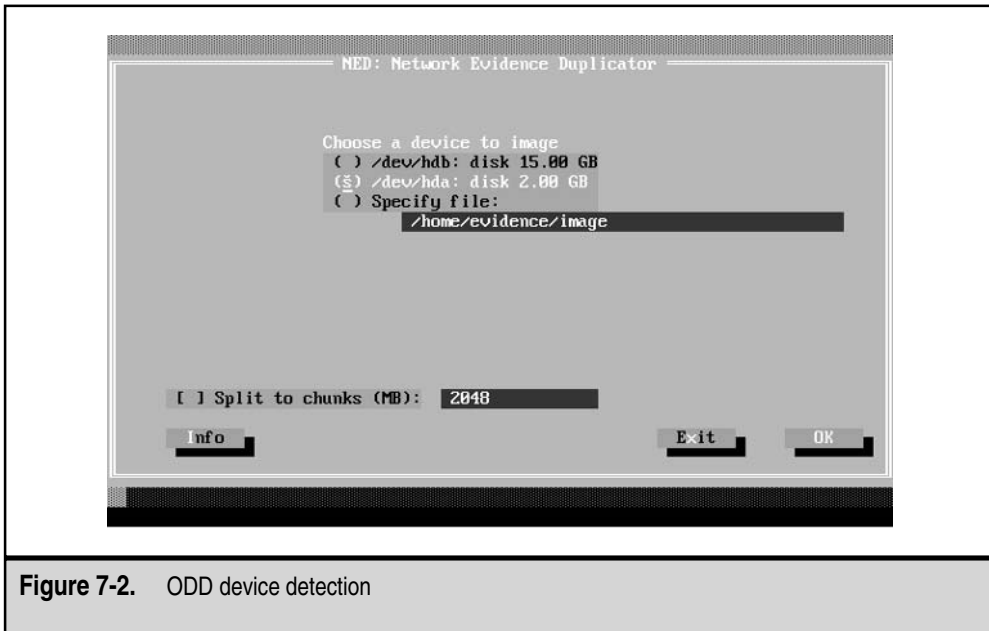 NED: Network Evidence Duplicator
Choose a device to image
( ) /dev/hdb: disk 15.00 GB
(š) /dev/hda: disk 2.00 GB
( ) Specify file:
/home/evidence/image
[ ] Split to chunks (MB): 2048
Info Exit OK
Figure 7-2. ODD device detection